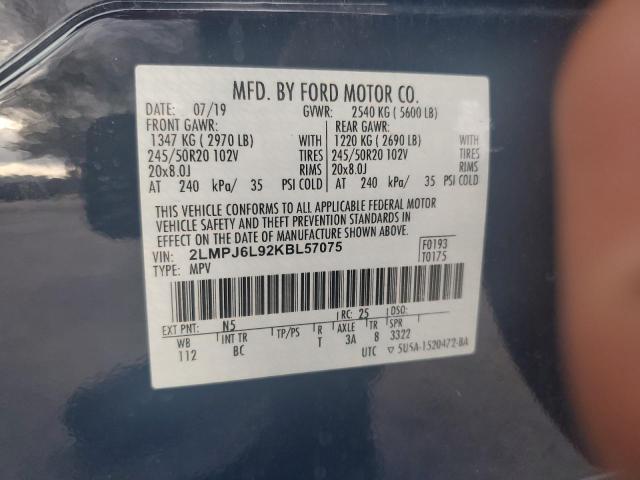 MFD. BY FORD MOTOR CO.
DATE: 07/19 GVWR: 2540 KG ( 5600 LB)
FRONT GAWR: REAR GAWR:
1347 KG ( 2970 LB) WITH 1220 KG ( 2690 LB) WITH
245/50R20 102V TIRES 245/50R20 102V TIRES
20x8.0J RIMS 20x8.0J RIMS
AT 240 kPa/ 35 PSI COLD AT 240 kPa/ 35 PSI COLD
THIS VEHICLE CONFORMS TO ALL APPLICABLE FEDERAL MOTOR
VEHICLE SAFETY AND THEFT PREVENTION STANDARDS IN
EFFECT ON THE DATE OF MANUFACTURE SHOWN ABOVE.
VIN: 2LMPJ6L92KBL57075 F0193
TYPE: MPV T0175
EXT PNT: N5 RC: 25 DSO:
WB INT TR TP/PS R AXLE TR SPR
112 BC T 3A 8 3322
UTC ▽ 5U5A-1520472-BA